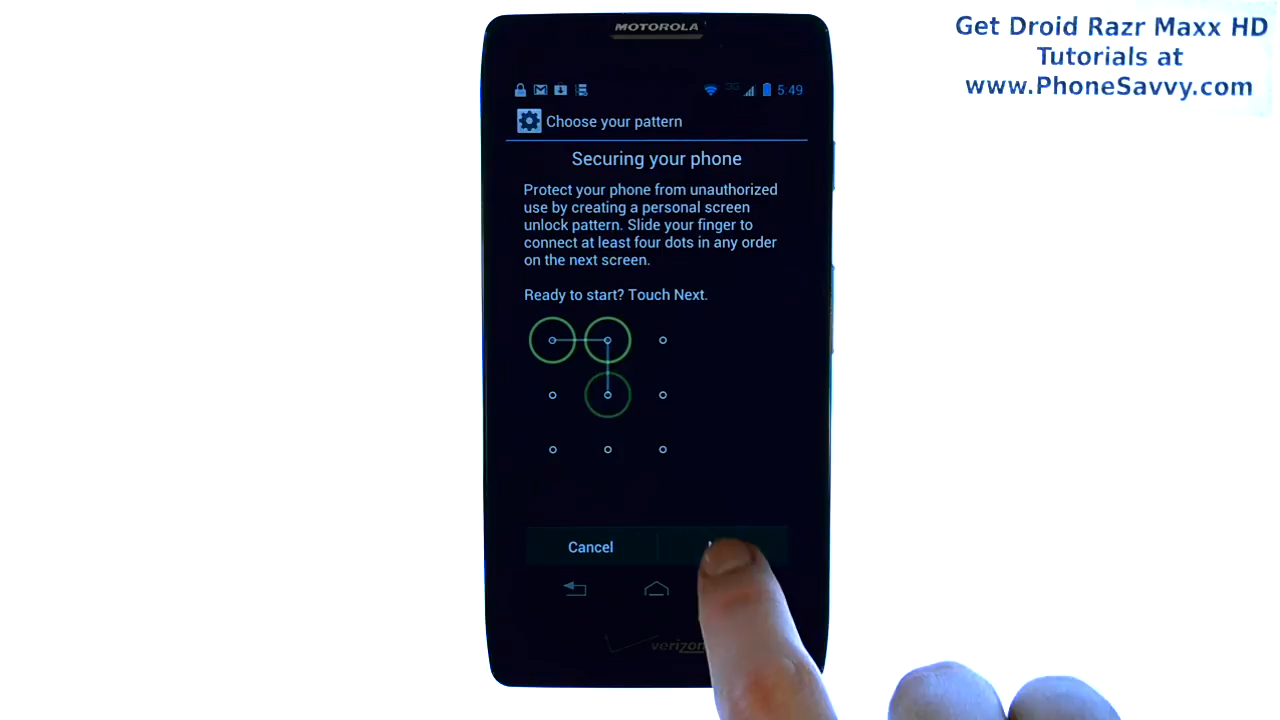 MOTOROLA
Get Droid Razr Maxx HD
Tutorials at
www.PhoneSavvy.com
5:49
Choose your pattern
Securing your phone
Protect your phone from unauthorized
use by creating a personal screen
unlock pattern. Slide your finger to
connect at least four dots in any order
on the next screen.
Ready to start? Touch Next.
Cancel